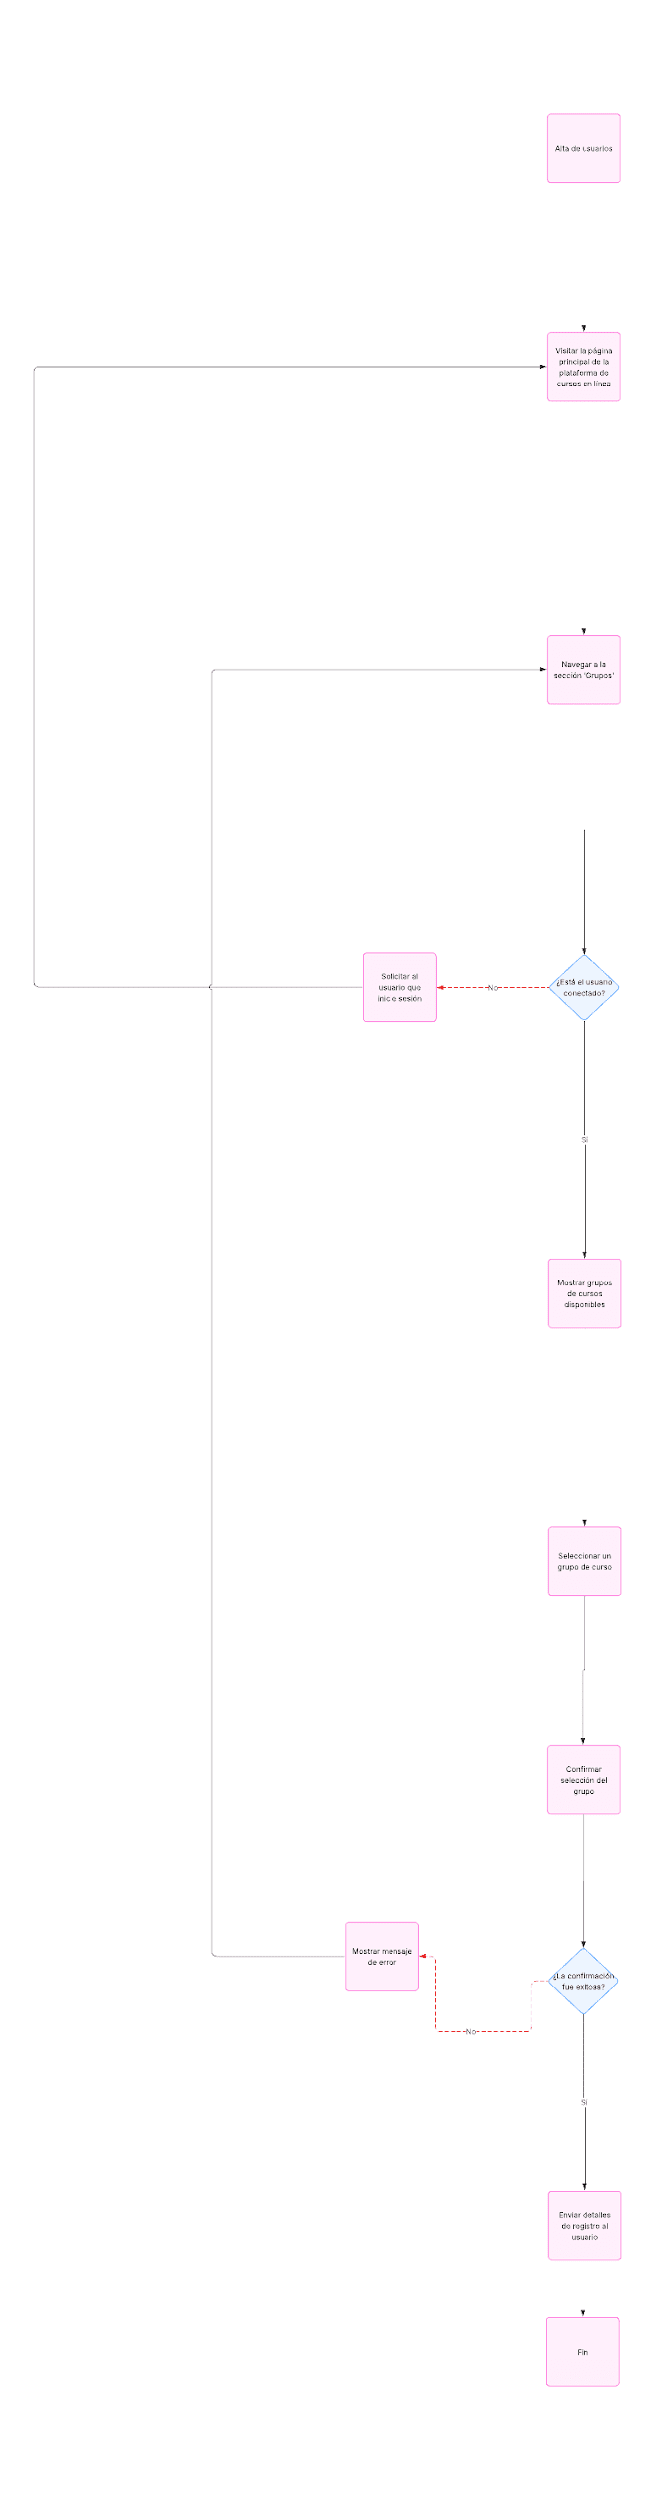 Alta de usuarios
Visitar la página
principal de la
plataforma de
cursos en línea
Navegar a la
sección 'Grupos'
Solicitar al
usuario que
inicie sesión
No
¿Está el usuario
conectado?
Sí
Mostrar grupos
de cursos
disponibles
Seleccionar un
grupo de curso
Confirmar
selección del
grupo
Mostrar mensaje
de error
¿La confirmación
fue exitoas?
No
Sí
Enviar detalles
de registro al
usuario
Fin